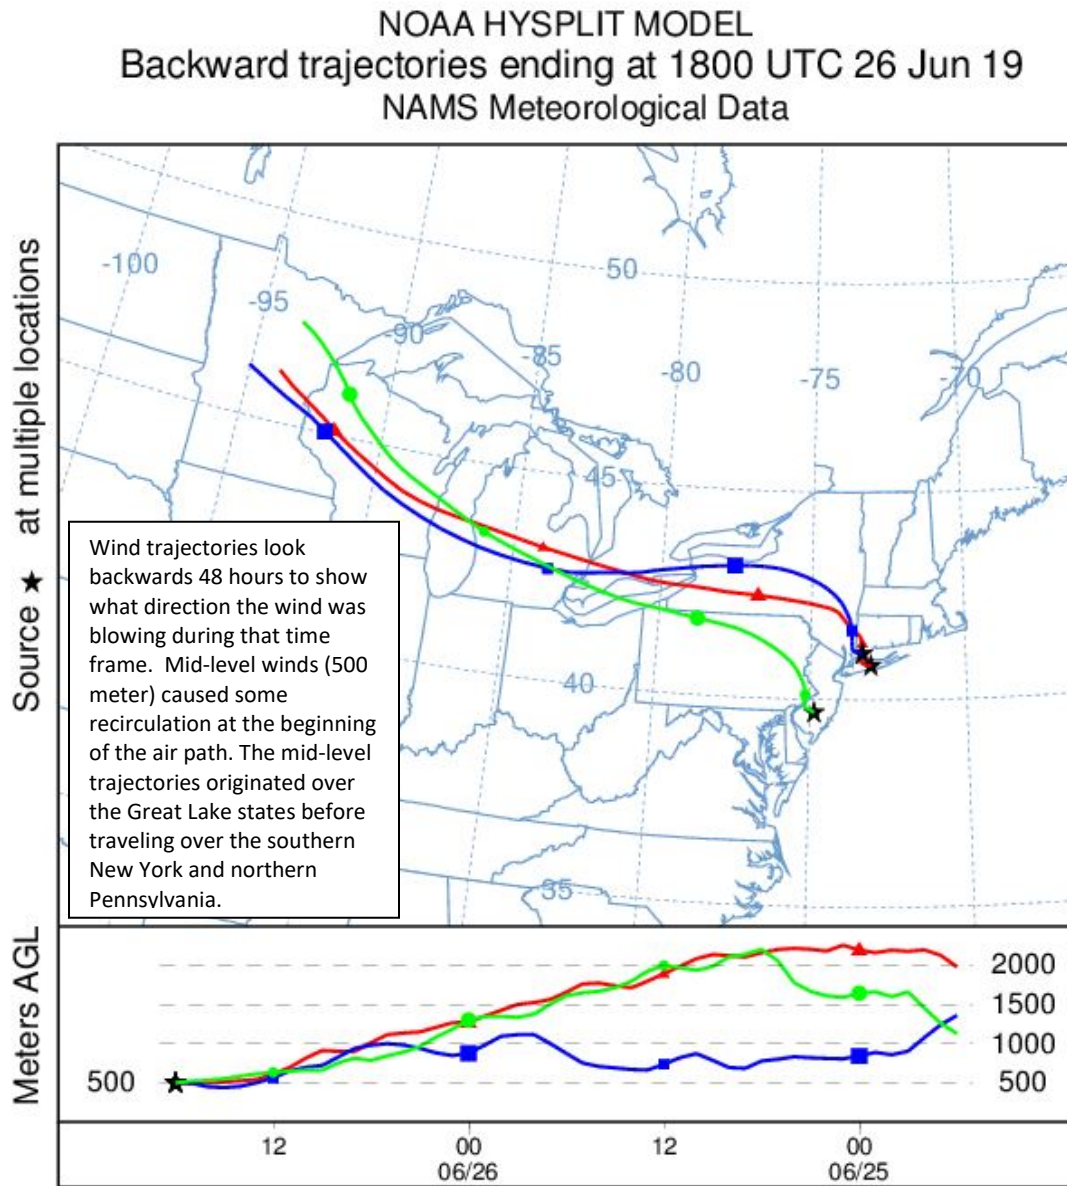 NOAA HYSPLIT MODEL
Backward trajectories ending at 1800 UTC 26 Jun 19
NAMS Meteorological Data
Source ★ at multiple locations
-100
-95
-90
-85
-80
-75
-70
50
45
40
35
Wind trajectories look
backwards 48 hours to show
what direction the wind was
blowing during that time
frame. Mid-level winds (500
meter) caused some
recirculation at the beginning
of the air path. The mid-level
trajectories originated over
the Great Lake states before
traveling over the southern
New York and northern
Pennsylvania.
Meters AGL
500
2000
1500
1000
500
12 00 12 00
06/26 06/25